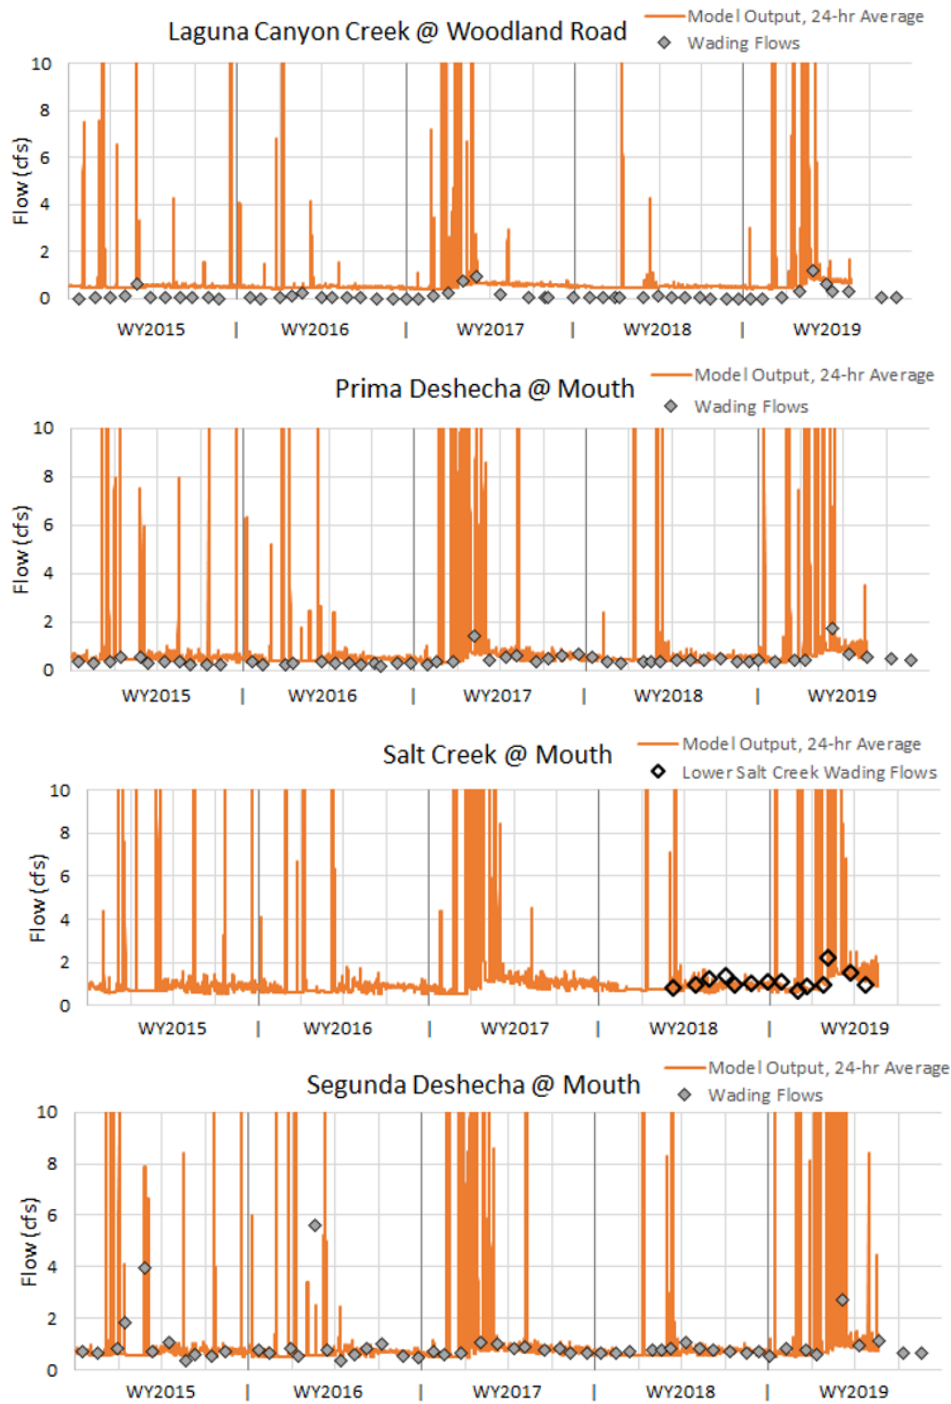 Laguna Canyon Creek @ Woodland Road
Model Output, 24-hr Average
Wading Flows
Flow (cfs)
10
8
6
4
2
0
WY2015 | WY2016 | WY2017 | WY2018 | WY2019
Prima Deshecha @ Mouth
Model Output, 24-hr Average
Wading Flows
Flow (cfs)
10
8
6
4
2
0
WY2015 | WY2016 | WY2017 | WY2018 | WY2019
Salt Creek @ Mouth
Model Output, 24-hr Average
Lower Salt Creek Wading Flows
Flow (cfs)
10
8
6
4
2
0
WY2015 | WY2016 | WY2017 | WY2018 | WY2019
Segunda Deshecha @ Mouth
Model Output, 24-hr Average
Wading Flows
Flow (cfs)
10
8
6
4
2
0
WY2015 | WY2016 | WY2017 | WY2018 | WY2019